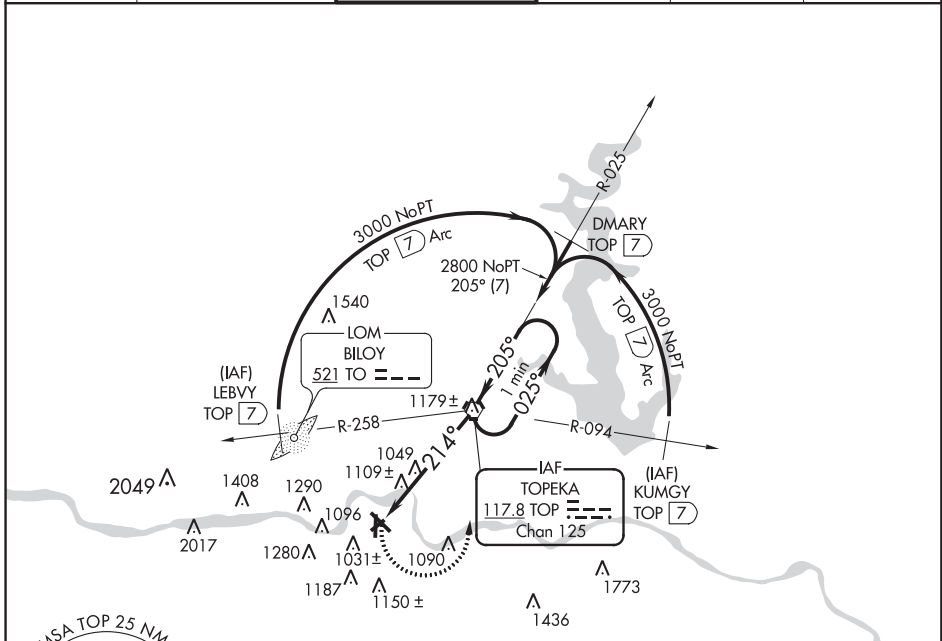 R-025
3000 NoPT
TOP 7 Arc
DMARY
TOP 7
2800 NoPT
205° (7)
3000 NoPT
TOP 7 Arc
1540
LOM
BILOY
521 TO
205°
1 min
025°
(IAF)
LEBVY
TOP 7
1179 ±
R-258
R-094
214°
1049
1109 ±
(IAF)
KUMGY
TOP 7
IAF
TOPEKA
117.8 TOP
Chan 125
2049
1408
1290
1096
2017
1280
1031±
1090
1187
1150 ±
1773
1436
MSA TOP 25 NM